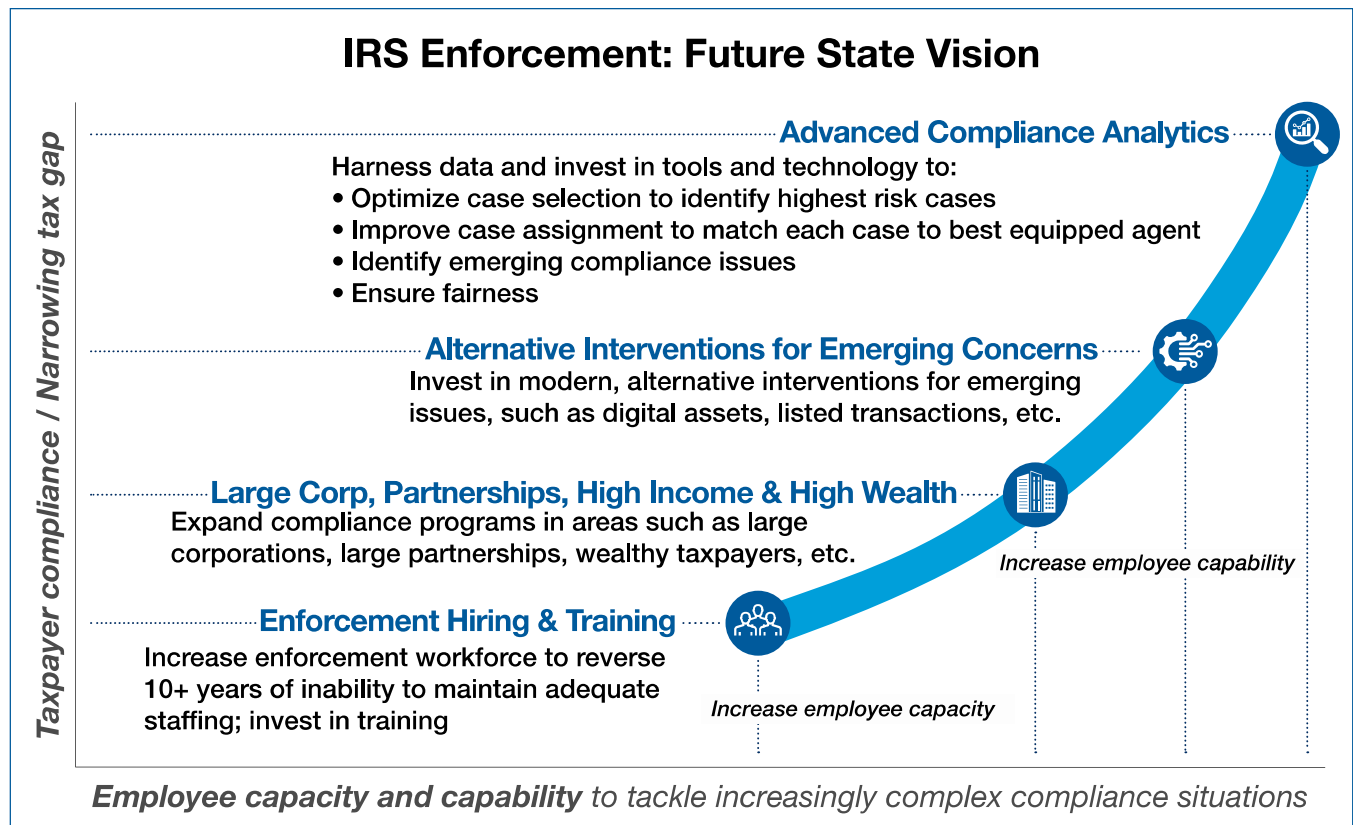 IRS Enforcement: Future State Vision
Taxpayer compliance / Narrowing tax gap
Advanced Compliance Analytics
Harness data and invest in tools and technology to:
• Optimize case selection to identify highest risk cases
• Improve case assignment to match each case to best equipped agent
• Identify emerging compliance issues
• Ensure fairness
Alternative Interventions for Emerging Concerns
Invest in modern, alternative interventions for emerging
issues, such as digital assets, listed transactions, etc.
Large Corp, Partnerships, High Income & High Wealth
Expand compliance programs in areas such as large
corporations, large partnerships, wealthy taxpayers, etc.
Increase employee capability
Enforcement Hiring & Training
Increase enforcement workforce to reverse
10+ years of inability to maintain adequate
staffing; invest in training
Increase employee capacity
Employee capacity and capability to tackle increasingly complex compliance situations